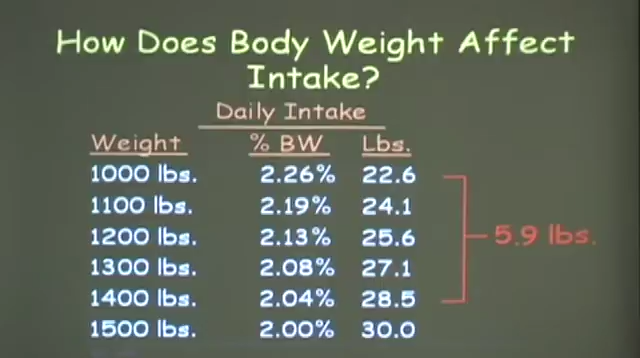 How Does Body Weight Affect
Intake?
Daily Intake
Weight % BW Lbs.
1000 lbs. 2.26% 22.6
1100 lbs. 2.19% 24.1
1200 lbs. 2.13% 25.6
5.9 lbs.
1300 lbs. 2.08% 27.1
1400 lbs. 2.04% 28.5
1500 lbs. 2.00% 30.0